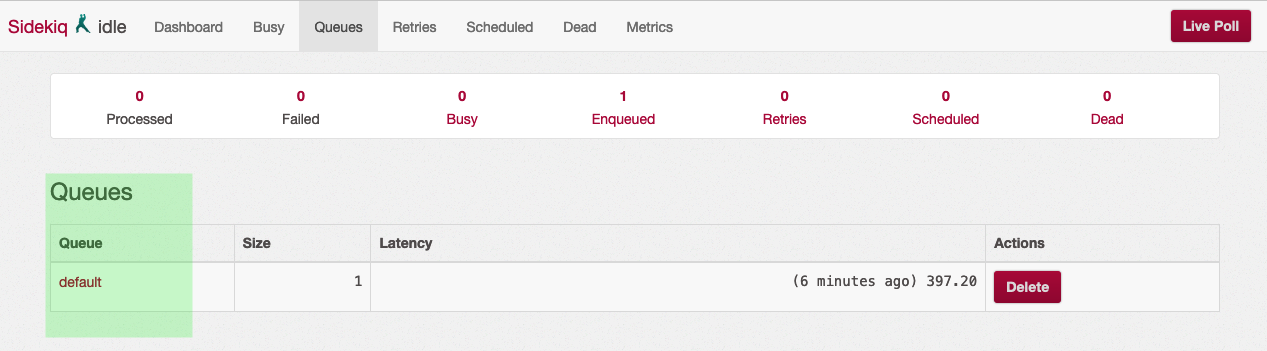 Sidekiq idle Dashboard Busy Queues Retries Scheduled Dead Metrics Live Poll
0 0 0 1 0 0 0
Processed Failed Busy Enqueued Retries Scheduled Dead
Queues
Queue Size Latency Actions
default 1 (6 minutes ago) 397.20 Delete